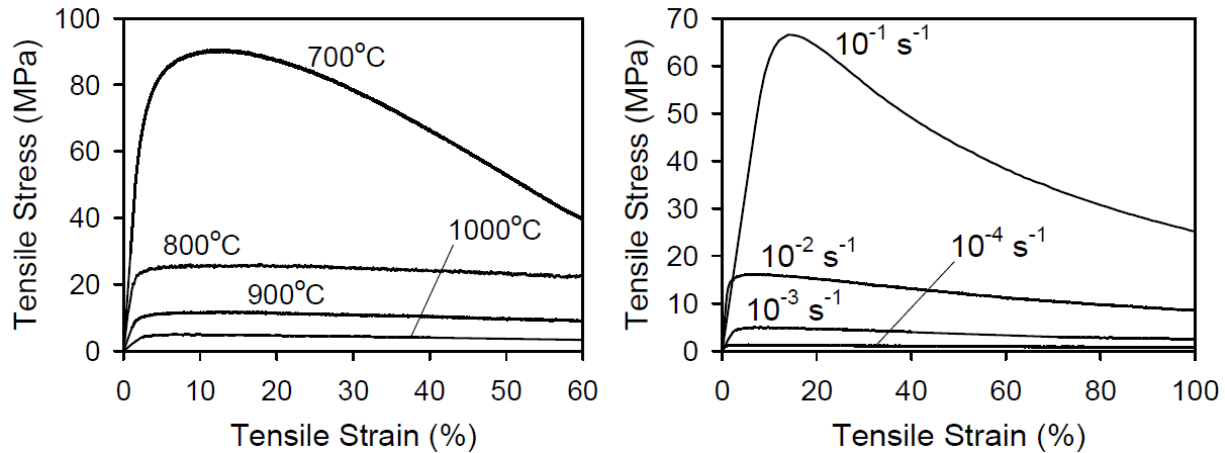 Tensile Stress (MPa)
100
80
60
40
20
0
700°C
800°C
900°C
1000°C
0 10 20 30 40 50 60
Tensile Strain (%)
Tensile Stress (MPa)
70
60
50
40
30
20
10
0
10⁻¹ s⁻¹
10⁻² s⁻¹
10⁻³ s⁻¹
10⁻⁴ s⁻¹
0 20 40 60 80 100
Tensile Strain (%)